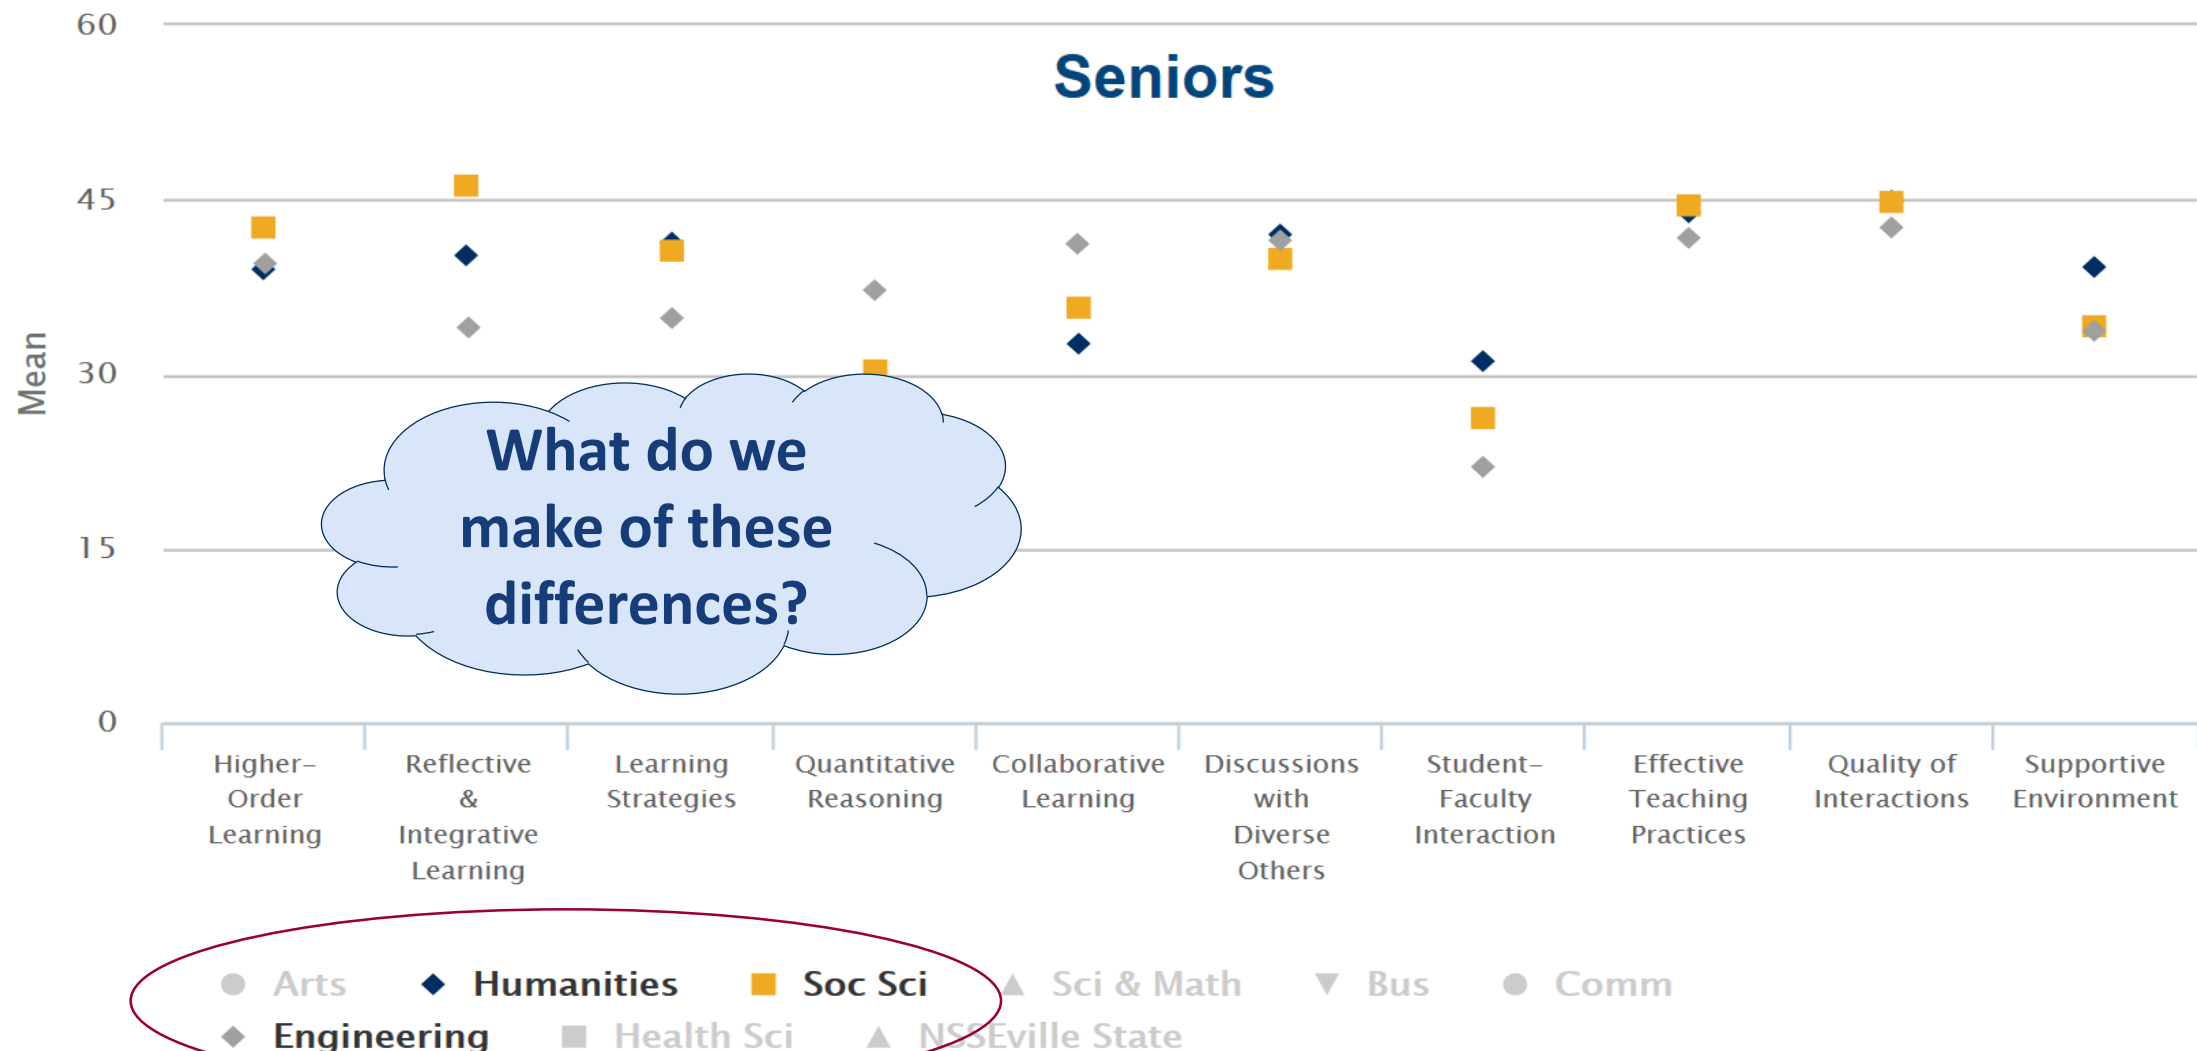 60
Seniors
45
Mean
30
15
0
What do we
make of these
differences?
Higher-
Order
Learning
Reflective
&
Integrative
Learning
Learning
Strategies
Quantitative
Reasoning
Collaborative
Learning
Discussions
with
Diverse
Others
Student-
Faculty
Interaction
Effective
Teaching
Practices
Quality of
Interactions
Supportive
Environment
Arts Humanities Soc Sci Sci & Math Bus Comm
Engineering Health Sci NSSEville State